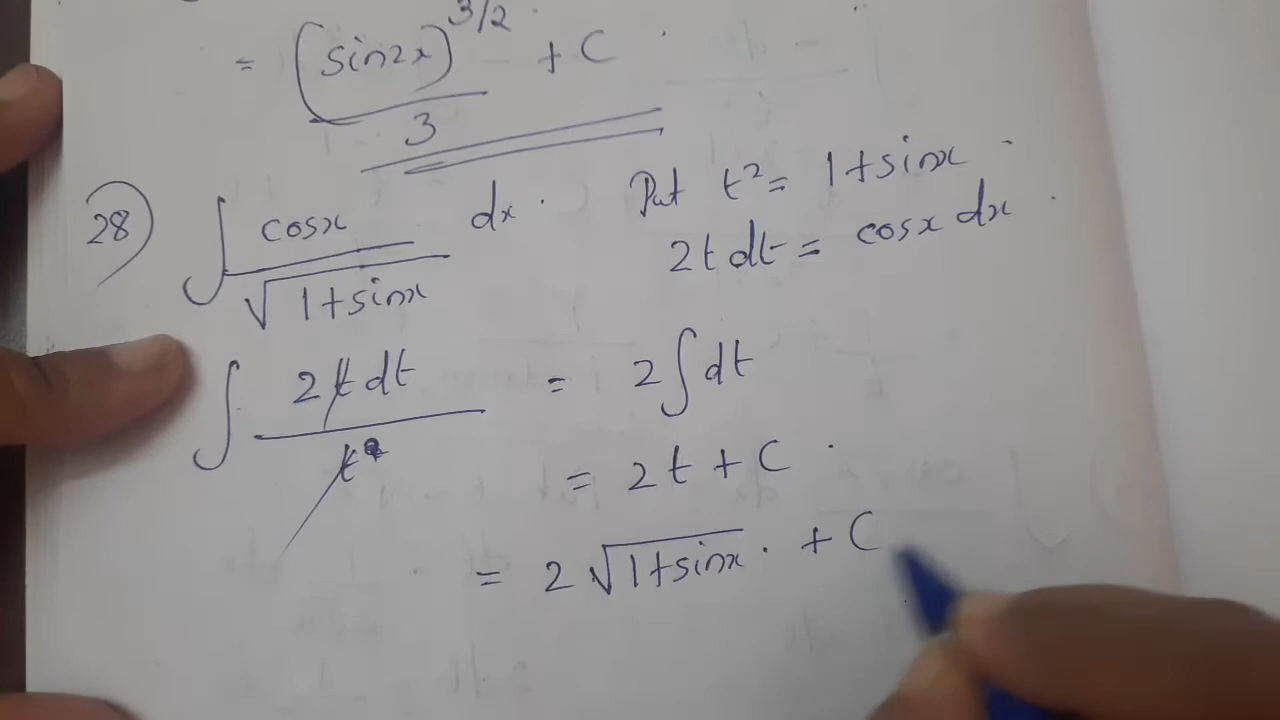 = (sin2x)^3/2 / 3 + C
28) ∫ cosx / √1+sinx dx. Put t² = 1+sinx
2t dt = cosx dx.
∫ 2t dt / t = 2∫dt
= 2t + C.
= 2√1+sinx. + C